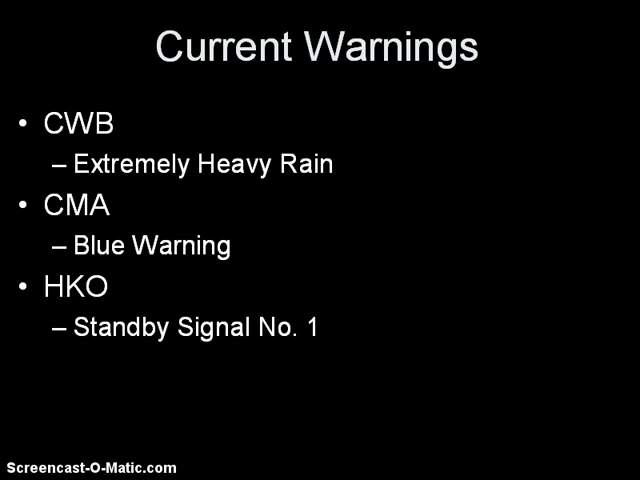 Current Warnings
• CWB
– Extremely Heavy Rain
• CMA
– Blue Warning
• HKO
– Standby Signal No. 1
Screencast-O-Matic.com